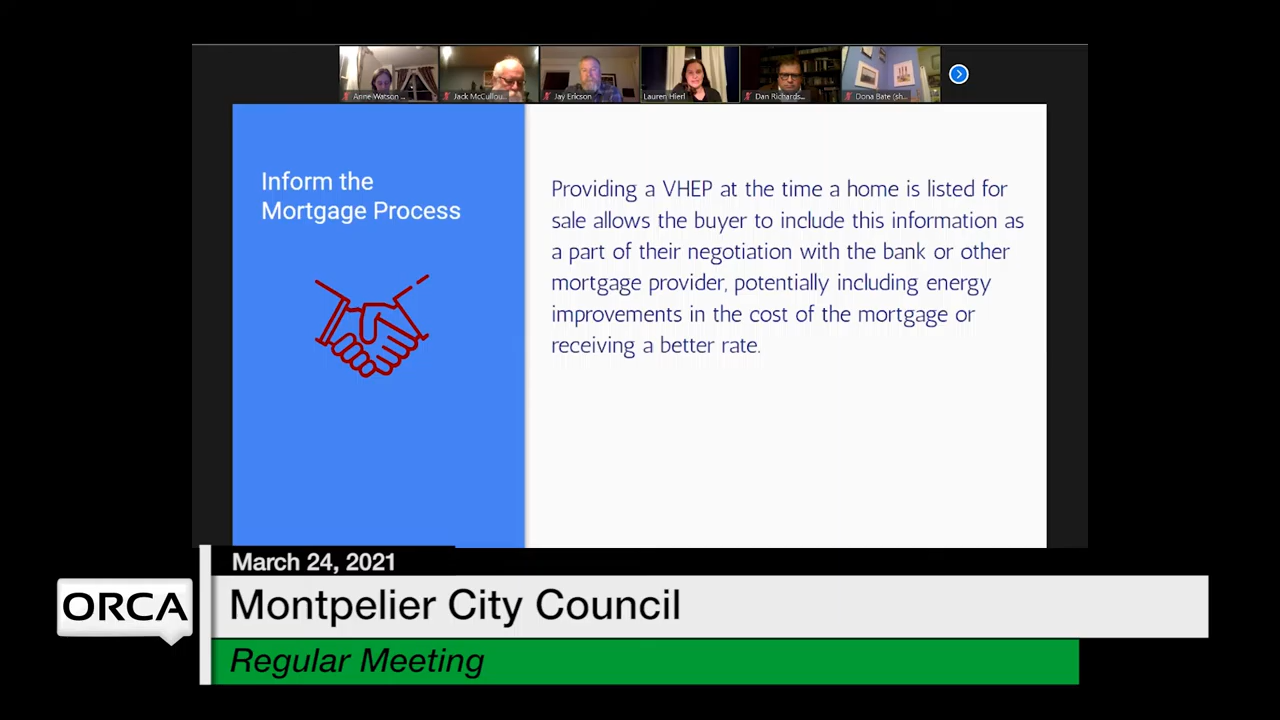 Anne Watson ...
Jack McCullou...
Jay Ericson
Lauren Hierl
Dan Richards...
Dona Bate (sh...
Inform the
Mortgage Process
Providing a VHEP at the time a home is listed for
sale allows the buyer to include this information as
a part of their negotiation with the bank or other
mortgage provider, potentially including energy
improvements in the cost of the mortgage or
receiving a better rate.
March 24, 2021
ORCA
Montpelier City Council
Regular Meeting